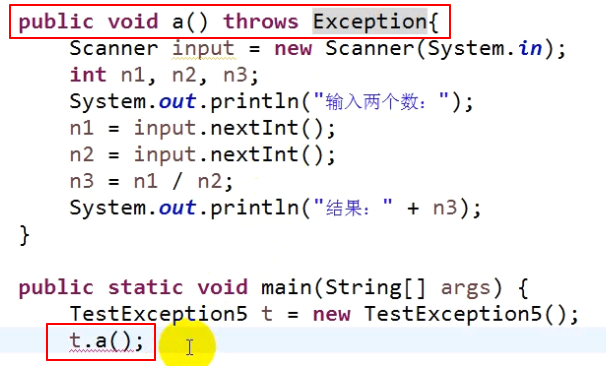 public void a() throws Exception{
Scanner input = new Scanner(System.in);
int n1, n2, n3;
System.out.println("输入两个数：");
n1 = input.nextInt();
n2 = input.nextInt();
n3 = n1 / n2;
System.out.println("结果：" + n3);
}
public static void main(String[] args) {
TestException5 t = new TestException5();
t.a();